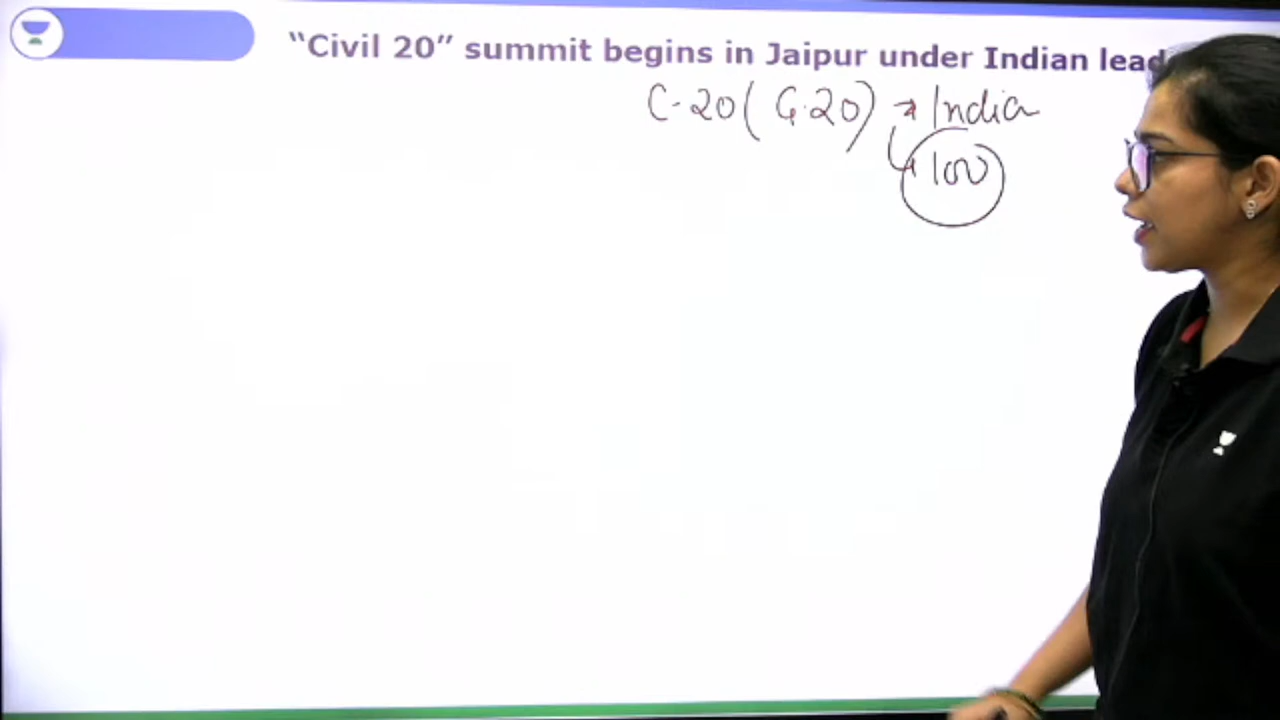 “Civil 20” summit begins in Jaipur under Indian lead
C-20 ( G.20) → India
100